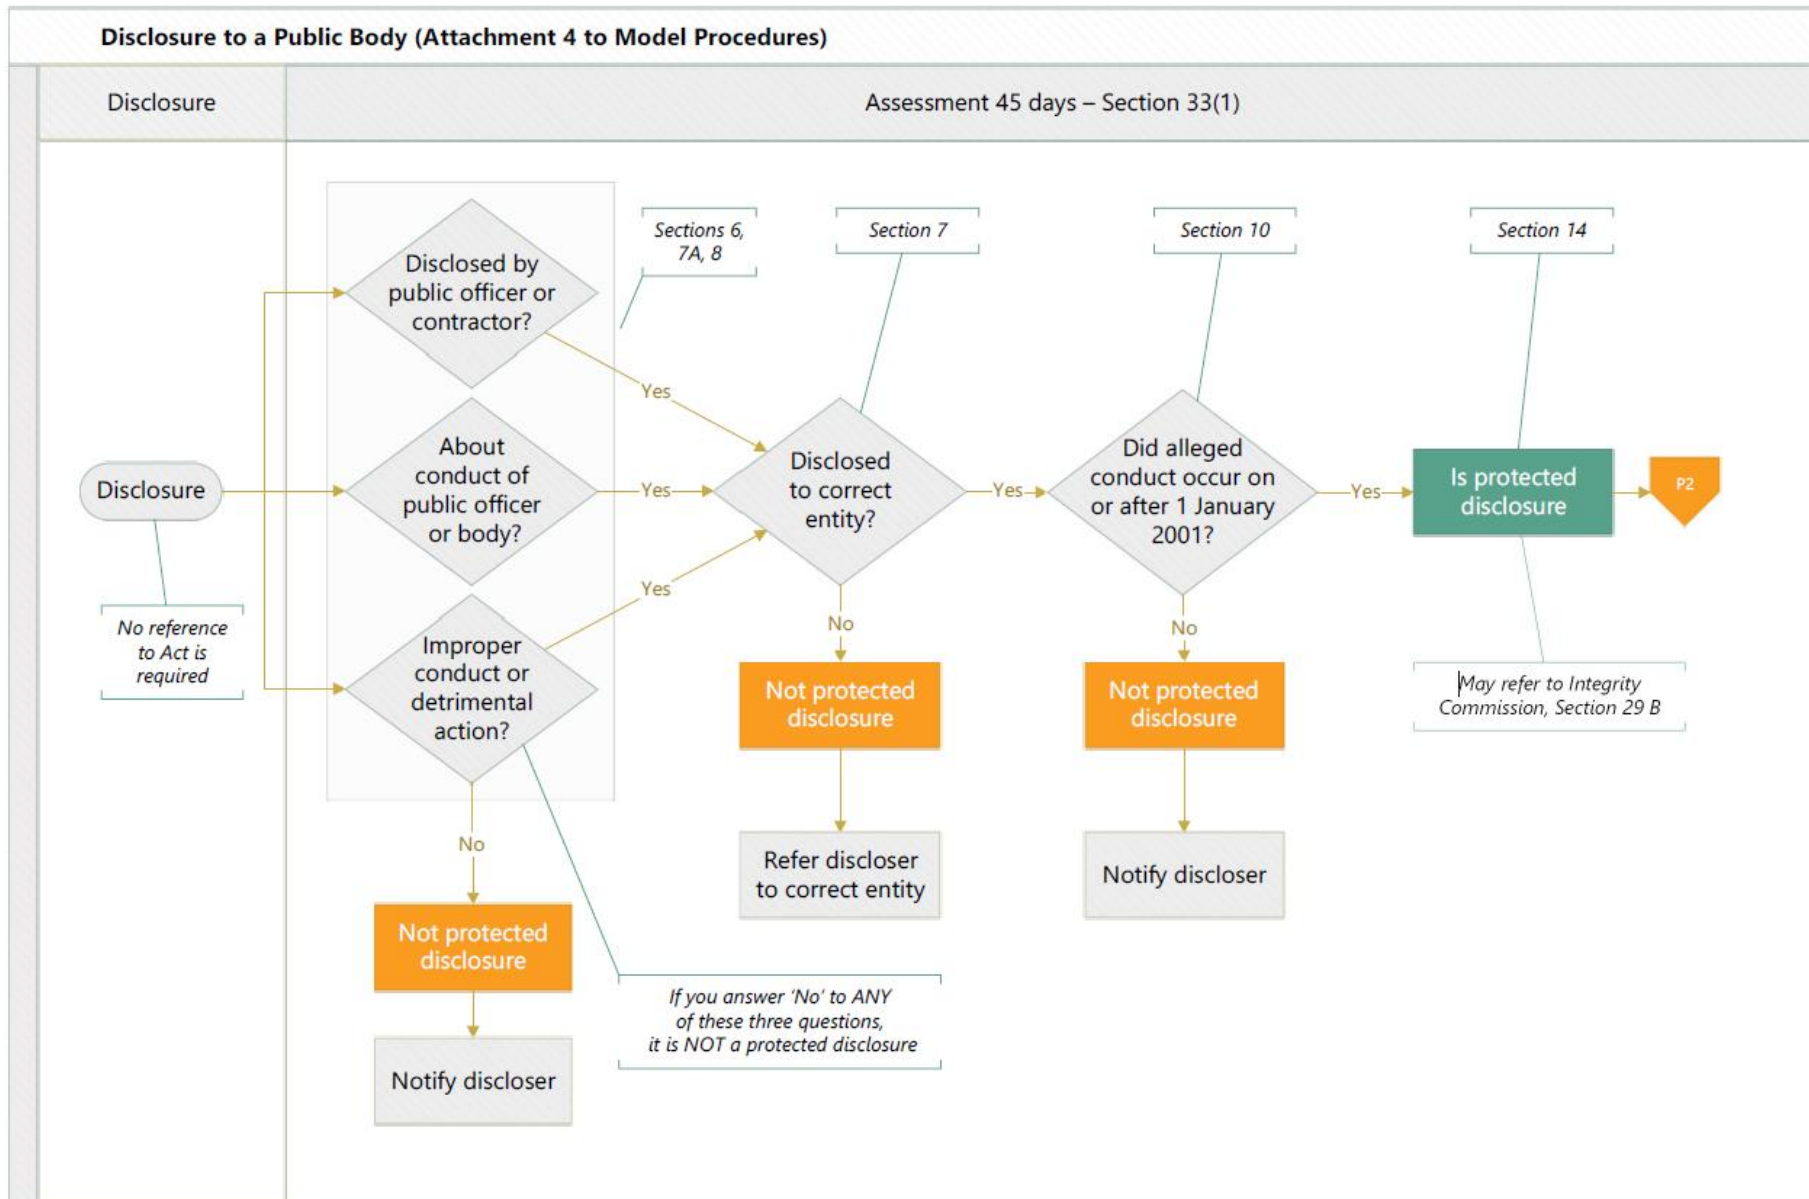 Disclosure to a Public Body (Attachment 4 to Model Procedures)
Disclosure
Assessment 45 days – Section 33(1)
Disclosure
No reference
to Act is
required
Disclosed by
public officer or
contractor?
About
conduct of
public officer
or body?
Improper
conduct or
detrimental
action?
Sections 6,
7A, 8
Yes
Yes
Yes
No
Not protected
disclosure
Notify discloser
If you answer ‘No’ to ANY
of these three questions,
it is NOT a protected disclosure
Section 7
Disclosed
to correct
entity?
Yes
No
Not protected
disclosure
Refer discloser
to correct entity
Section 10
Did alleged
conduct occur on
or after 1 January
2001?
Yes
No
Not protected
disclosure
Notify discloser
Section 14
Is protected
disclosure
P2
May refer to Integrity
Commission, Section 29 B